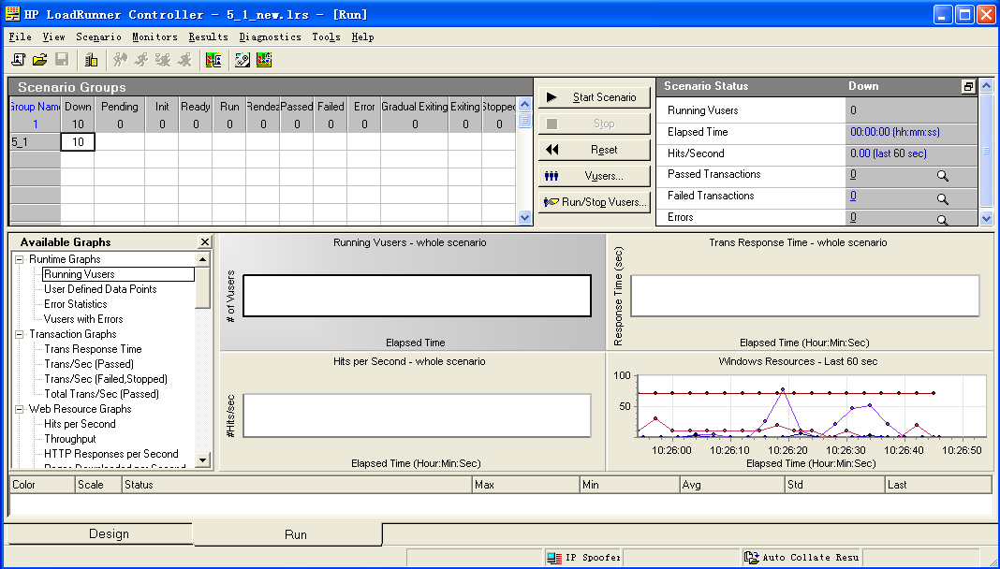 HP LoadRunner Controller - 5_1_new.lrs - [Run]
File View Scenario Monitors Results Diagnostics Tools Help
Scenario Groups
Group Name Down Pending Init Ready Run Rendez Passed Failed Error Gradual Exiting Exiting Stopped
1 10 0 0 0 0 0 0 0 0 0 0 0
5_1 10
Start Scenario
Stop
Reset
Vusers...
Run/Stop Vusers...
Scenario Status Down
Running Vusers 0
Elapsed Time 00:00:00 (hh:mm:ss)
Hits/Second 0.00 (last 60 sec)
Passed Transactions 0
Failed Transactions 0
Errors 0
Available Graphs
Runtime Graphs
Running Vusers
User Defined Data Points
Error Statistics
Vusers with Errors
Transaction Graphs
Trans Response Time
Trans/Sec (Passed)
Trans/Sec (Failed,Stopped)
Total Trans/Sec (Passed)
Web Resource Graphs
Hits per Second
Throughput
HTTP Responses per Second
Pages Downloaded per Second
Running Vusers - whole scenario
# of Vusers
Elapsed Time
Trans Response Time - whole scenario
Response Time (sec)
Elapsed Time (Hour:Min:Sec)
Hits per Second - whole scenario
#Hits/sec
Elapsed Time (Hour:Min:Sec)
Windows Resources - Last 60 sec
100
50
10:26:00 10:26:10 10:26:20 10:26:30 10:26:40 10:26:50
Elapsed Time (Hour:Min:Sec)
Color Scale Status Max Min Avg Std Last
Design Run
IP Spoofer Auto Collate Resu